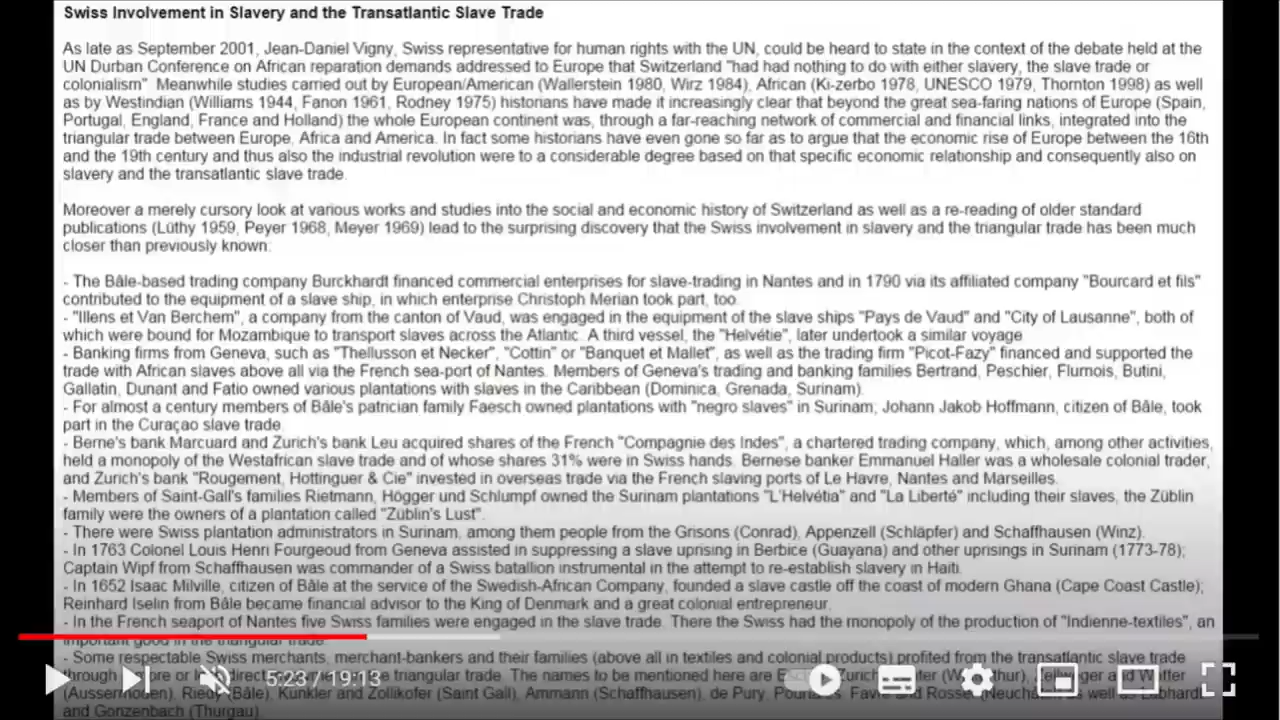 Swiss Involvement in Slavery and the Transatlantic Slave Trade
As late as September 2001, Jean-Daniel Vigny, Swiss representative for human rights with the UN, could be heard to state in the context of the debate held at the
UN Durban Conference on African reparation demands addressed to Europe that Switzerland "had had nothing to do with either slavery, the slave trade or
colonialism". Meanwhile studies carried out by European/American (Wallerstein 1980, Wirz 1984), African (Ki-zerbo 1978, UNESCO 1979, Thornton 1998) as well
as by Westindian (Williams 1944, Fanon 1961, Rodney 1975) historians have made it increasingly clear that beyond the great sea-faring nations of Europe (Spain,
Portugal, England, France and Holland) the whole European continent was, through a far-reaching network of commercial and financial links, integrated into the
triangular trade between Europe, Africa and America. In fact some historians have even gone so far as to argue that the economic rise of Europe between the 16th
and the 19th century and thus also the industrial revolution were to a considerable degree based on that specific economic relationship and consequently also on
slavery and the transatlantic slave trade.
Moreover a merely cursory look at various works and studies into the social and economic history of Switzerland as well as a re-reading of older standard
publications (Lüthy 1959, Peyer 1968, Meyer 1969) lead to the surprising discovery that the Swiss involvement in slavery and the triangular trade has been much
closer than previously known:
- The Bâle-based trading company Burckhardt financed commercial enterprises for slave-trading in Nantes and in 1790 via its affiliated company "Bourcard et fils"
contributed to the equipment of a slave ship, in which enterprise Christoph Merian took part, too.
- "Illens et Van Berchem", a company from the canton of Vaud, was engaged in the equipment of the slave ships "Pays de Vaud" and "City of Lausanne", both of
which were bound for Mozambique to transport slaves across the Atlantic. A third vessel, the "Helvétie", later undertook a similar voyage.
- Banking firms from Geneva, such as "Thellusson et Necker", "Cottin" or "Banquet et Mallet", as well as the trading firm "Picot-Fazy" financed and supported the
trade with African slaves above all via the French sea-port of Nantes. Members of Geneva's trading and banking families Bertrand, Peschier, Flurnois, Butini,
Gallatin, Dunant and Fatio owned various plantations with slaves in the Caribbean (Dominica, Grenada, Surinam).
- For almost a century members of Bâle's patrician family Faesch owned plantations with "negro slaves" in Surinam; Johann Jakob Hoffmann, citizen of Bâle, took
part in the Curaçao slave trade.
- Berne's bank Marcuard and Zurich's bank Leu acquired shares of the French "Compagnie des Indes", a chartered trading company, which, among other activities,
held a monopoly of the Westafrican slave trade and of whose shares 31% were in Swiss hands. Bernese banker Emmanuel Haller was a wholesale colonial trader,
and Zurich's bank "Rougement, Hottinguer & Cie" invested in overseas trade via the French slaving ports of Le Havre, Nantes and Marseilles.
- Members of Saint-Gall's families Rietmann, Högger und Schlumpf owned the Surinam plantations "L'Helvétia" and "La Liberté" including their slaves, the Züblin
family were the owners of a plantation called "Züblin's Lust".
- There were Swiss plantation administrators in Surinam, among them people from the Grisons (Conrad), Appenzell (Schläpfer) and Schaffhausen (Winz).
- In 1763 Colonel Louis Henri Fourgeoud from Geneva assisted in suppressing a slave uprising in Berbice (Guayana) and other uprisings in Surinam (1773-78);
Captain Wipf from Schaffhausen was commander of a Swiss batallion instrumental in the attempt to re-establish slavery in Haiti.
- In 1652 Isaac Milville, citizen of Bâle at the service of the Swedish-African Company, founded a slave castle off the coast of modern Ghana (Cape Coast Castle);
Reinhard Iselin from Bâle became financial advisor to the King of Denmark and a great colonial entrepreneur.
- In the French seaport of Nantes five Swiss families were engaged in the slave trade. There the Swiss had the monopoly of the production of "Indienne-textiles", an
important good in the triangular trade.
- Some respectable Swiss merchants, merchant-bankers and their families (above all in textiles and colonial products) profited from the transatlantic slave trade
through or the triangular trade. The names to be mentioned here are
(Aussenhofen), Bâle), Künkler and Zollikofer (Saint Gall), Ammann (Schaffhausen), de Pury, as well as
and Gonzenbach (Thurgau).
5:23 / 19:13